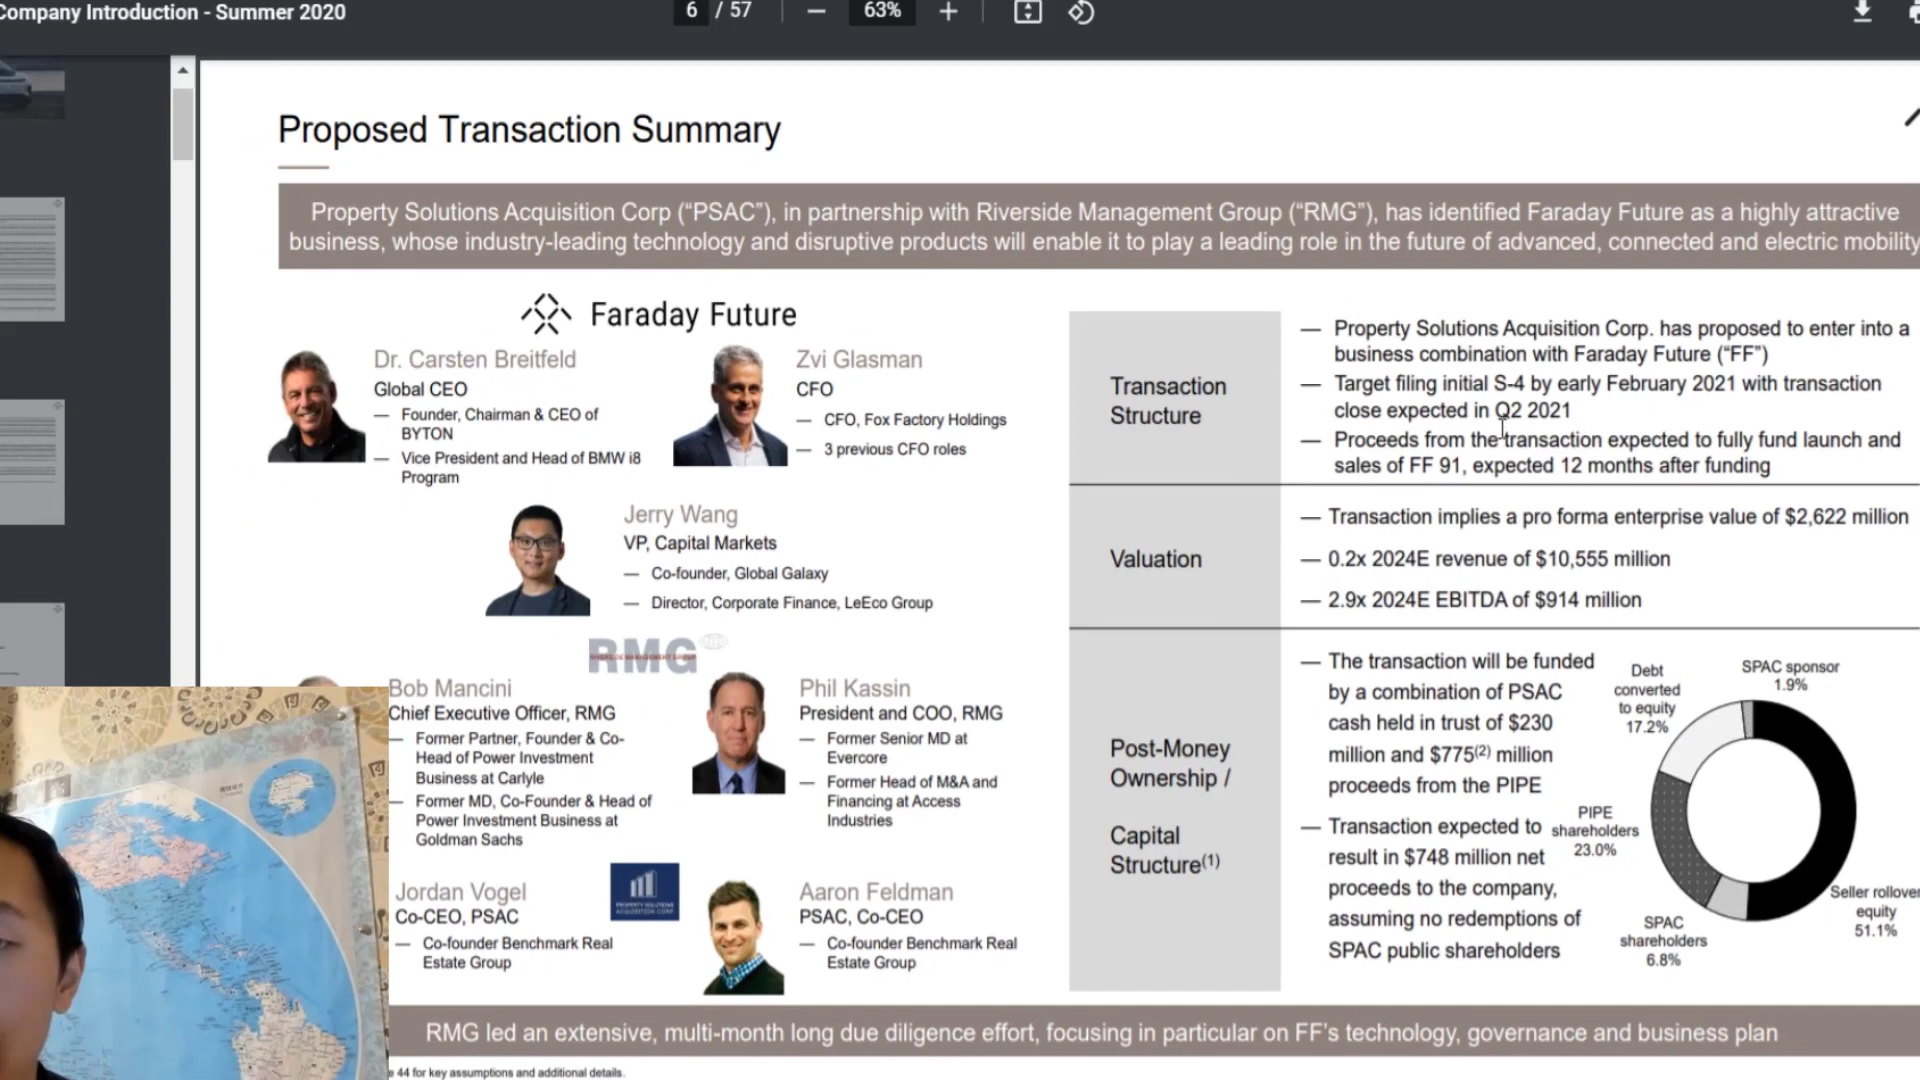 Company Introduction - Summer 2020
6 / 57
63%
Proposed Transaction Summary
Property Solutions Acquisition Corp (“PSAC”), in partnership with Riverside Management Group (“RMG”), has identified Faraday Future as a highly attractive
business, whose industry-leading technology and disruptive products will enable it to play a leading role in the future of advanced, connected and electric mobility
Faraday Future
Dr. Carsten Breitfeld
Global CEO
— Founder, Chairman & CEO of
BYTON
— Vice President and Head of BMW i8
Program
Zvi Glasman
CFO
— CFO, Fox Factory Holdings
— 3 previous CFO roles
Jerry Wang
VP, Capital Markets
— Co-founder, Global Galaxy
— Director, Corporate Finance, LeEco Group
RMG
RIVERSIDE MANAGEMENT GROUP
Bob Mancini
Chief Executive Officer, RMG
— Former Partner, Founder & Co-
Head of Power Investment
Business at Carlyle
— Former MD, Co-Founder & Head of
Power Investment Business at
Goldman Sachs
Phil Kassin
President and COO, RMG
— Former Senior MD at
Evercore
— Former Head of M&A and
Financing at Access
Industries
Jordan Vogel
Co-CEO, PSAC
— Co-founder Benchmark Real
Estate Group
PROPERTY SOLUTIONS
ACQUISITION CORP
Aaron Feldman
PSAC, Co-CEO
— Co-founder Benchmark Real
Estate Group
Transaction
Structure
— Property Solutions Acquisition Corp. has proposed to enter into a
business combination with Faraday Future (“FF”)
— Target filing initial S-4 by early February 2021 with transaction
close expected in Q2 2021
— Proceeds from the transaction expected to fully fund launch and
sales of FF 91, expected 12 months after funding
Valuation
— Transaction implies a pro forma enterprise value of $2,622 million
— 0.2x 2024E revenue of $10,555 million
— 2.9x 2024E EBITDA of $914 million
Post-Money
Ownership /
Capital
Structure(1)
— The transaction will be funded
by a combination of PSAC
cash held in trust of $230
million and $775(2) million
proceeds from the PIPE
— Transaction expected to
result in $748 million net
proceeds to the company,
assuming no redemptions of
SPAC public shareholders
Debt
converted
to equity
17.2%
SPAC sponsor
1.9%
PIPE
shareholders
23.0%
Seller rollover
equity
51.1%
SPAC
shareholders
6.8%
RMG led an extensive, multi-month long due diligence effort, focusing in particular on FF’s technology, governance and business plan
e 44 for key assumptions and additional details.